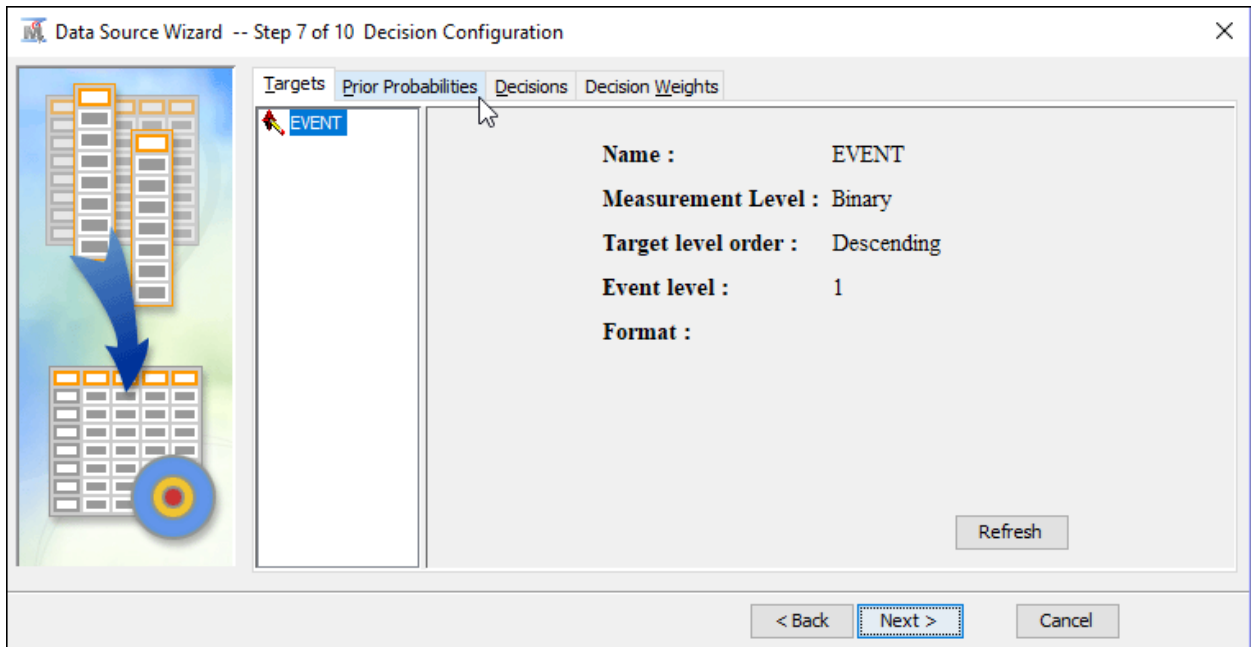 Data Source Wizard -- Step 7 of 10 Decision Configuration
Targets Prior Probabilities Decisions Decision Weights
EVENT
Name : EVENT
Measurement Level : Binary
Target level order : Descending
Event level : 1
Format :
Refresh
< Back Next > Cancel